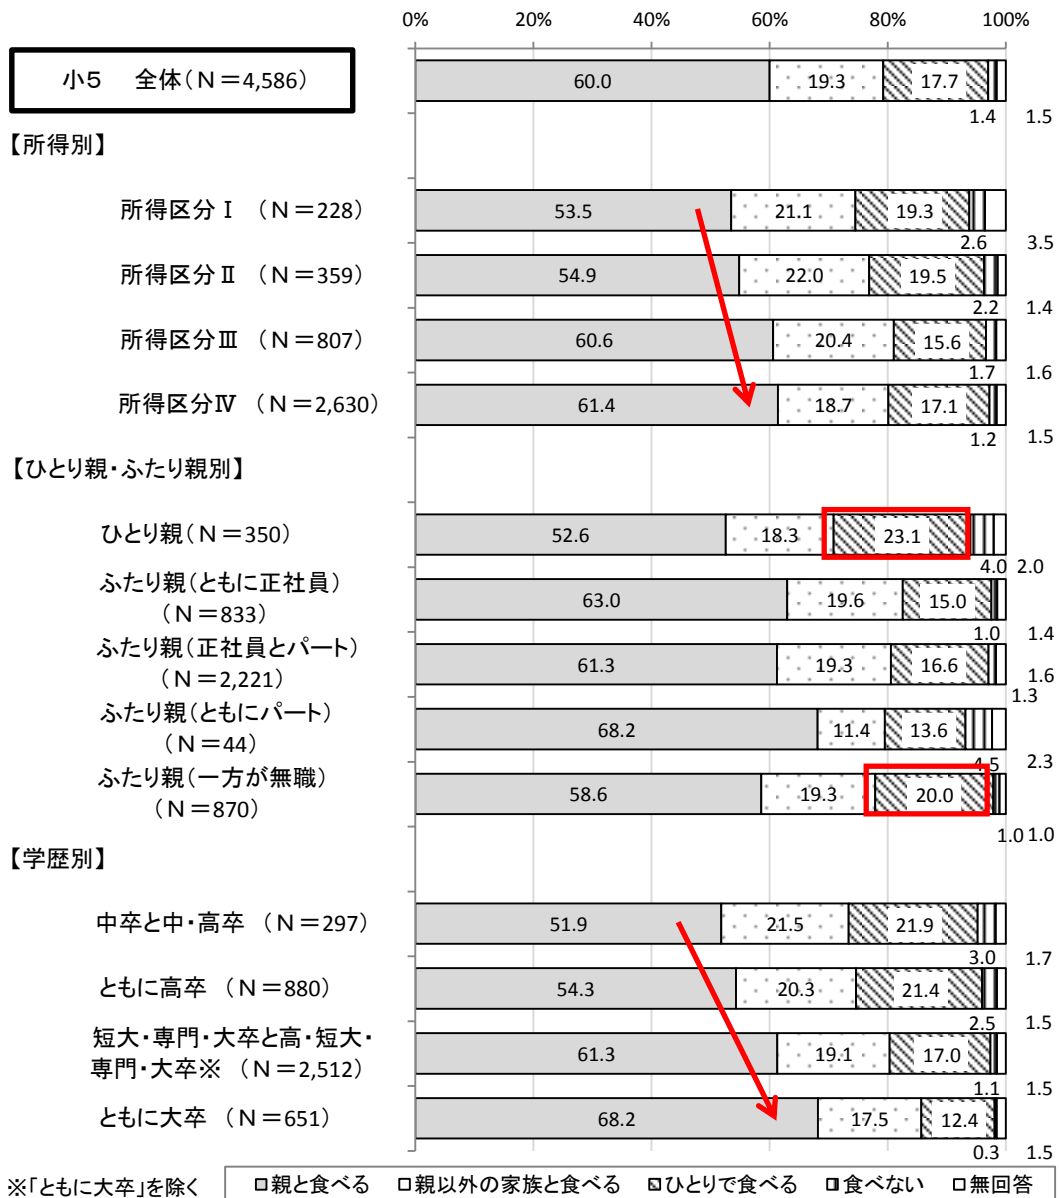 0% 20% 40% 60% 80% 100%
小5 全体(N=4,586)
60.0 19.3 17.7
1.4 1.5
【所得別】
所得区分Ⅰ (N=228)
53.5 21.1 19.3
2.6 3.5
所得区分Ⅱ (N=359)
54.9 22.0 19.5
2.2 1.4
所得区分Ⅲ (N=807)
60.6 20.4 15.6
1.7 1.6
所得区分Ⅳ (N=2,630)
61.4 18.7 17.1
1.2 1.5
【ひとり親・ふたり親別】
ひとり親(N=350)
52.6 18.3 23.1
4.0 2.0
ふたり親(ともに正社員)
(N=833)
63.0 19.6 15.0
1.0 1.4
ふたり親(正社員とパート)
(N=2,221)
61.3 19.3 16.6
1.3 1.6
ふたり親(ともにパート)
(N=44)
68.2 11.4 13.6
4.5 2.3
ふたり親(一方が無職)
(N=870)
58.6 19.3 20.0
1.0 1.0
【学歴別】
中卒と中・高卒 (N=297)
51.9 21.5 21.9
3.0 1.7
ともに高卒 (N=880)
54.3 20.3 21.4
2.5 1.5
短大・専門・大卒と高・短大・
専門・大卒※ (N=2,512)
61.3 19.1 17.0
1.1 1.5
ともに大卒 (N=651)
68.2 17.5 12.4
0.3 1.5
※「ともに大卒」を除く
親と食べる 親以外の家族と食べる ひとりで食べる 食べない 無回答